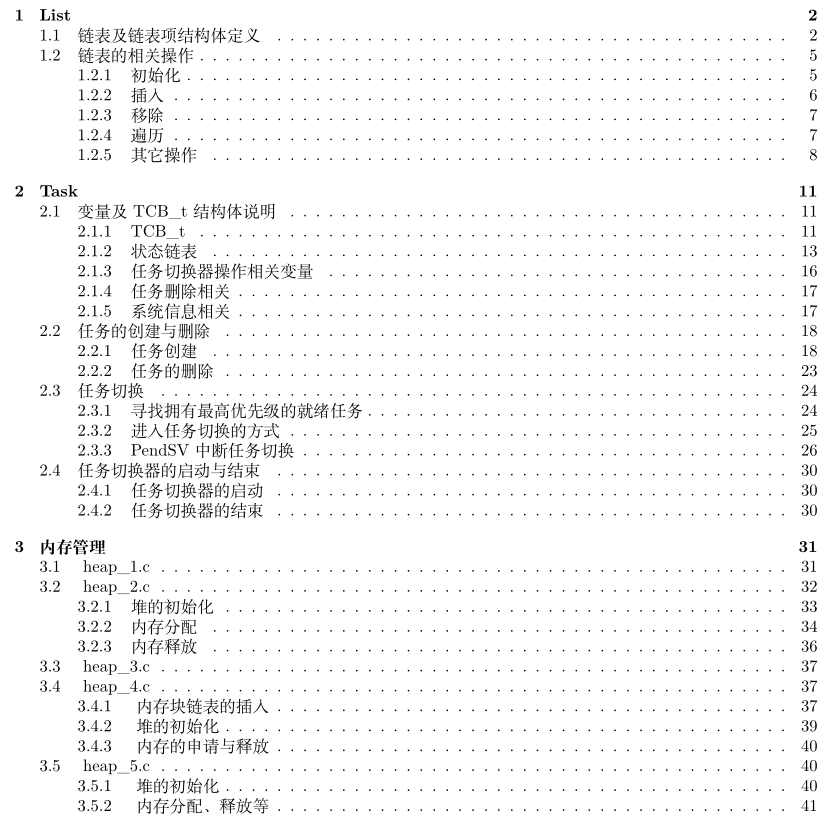 1 List 2
1.1 链表及链表项结构体定义 . . . . . . . . . . . . . . . . . . . . . . . . . . . . . . . . . . . . . . . . 2
1.2 链表的相关操作 . . . . . . . . . . . . . . . . . . . . . . . . . . . . . . . . . . . . . . . . . . . . . . 5
1.2.1 初始化 . . . . . . . . . . . . . . . . . . . . . . . . . . . . . . . . . . . . . . . . . . . . . . . 5
1.2.2 插入 . . . . . . . . . . . . . . . . . . . . . . . . . . . . . . . . . . . . . . . . . . . . . . . . 6
1.2.3 移除 . . . . . . . . . . . . . . . . . . . . . . . . . . . . . . . . . . . . . . . . . . . . . . . . 7
1.2.4 遍历 . . . . . . . . . . . . . . . . . . . . . . . . . . . . . . . . . . . . . . . . . . . . . . . . 7
1.2.5 其它操作 . . . . . . . . . . . . . . . . . . . . . . . . . . . . . . . . . . . . . . . . . . . . . 8
2 Task 11
2.1 变量及 TCB_t 结构体说明 . . . . . . . . . . . . . . . . . . . . . . . . . . . . . . . . . . . . . . . 11
2.1.1 TCB_t . . . . . . . . . . . . . . . . . . . . . . . . . . . . . . . . . . . . . . . . . . . . . . 11
2.1.2 状态链表 . . . . . . . . . . . . . . . . . . . . . . . . . . . . . . . . . . . . . . . . . . . . . 13
2.1.3 任务切换器操作相关变量 . . . . . . . . . . . . . . . . . . . . . . . . . . . . . . . . . . . . . 16
2.1.4 任务删除相关 . . . . . . . . . . . . . . . . . . . . . . . . . . . . . . . . . . . . . . . . . . . 17
2.1.5 系统信息相关 . . . . . . . . . . . . . . . . . . . . . . . . . . . . . . . . . . . . . . . . . . . 17
2.2 任务的创建与删除 . . . . . . . . . . . . . . . . . . . . . . . . . . . . . . . . . . . . . . . . . . . . 18
2.2.1 任务创建 . . . . . . . . . . . . . . . . . . . . . . . . . . . . . . . . . . . . . . . . . . . . . 18
2.2.2 任务的删除 . . . . . . . . . . . . . . . . . . . . . . . . . . . . . . . . . . . . . . . . . . . . 23
2.3 任务切换 . . . . . . . . . . . . . . . . . . . . . . . . . . . . . . . . . . . . . . . . . . . . . . . . . 24
2.3.1 寻找拥有最高优先级的就绪任务 . . . . . . . . . . . . . . . . . . . . . . . . . . . . . . . . . 24
2.3.2 进入任务切换的方式 . . . . . . . . . . . . . . . . . . . . . . . . . . . . . . . . . . . . . . . 25
2.3.3 PendSV 中断任务切换 . . . . . . . . . . . . . . . . . . . . . . . . . . . . . . . . . . . . . . 26
2.4 任务切换器的启动与结束 . . . . . . . . . . . . . . . . . . . . . . . . . . . . . . . . . . . . . . . . 30
2.4.1 任务切换器的启动 . . . . . . . . . . . . . . . . . . . . . . . . . . . . . . . . . . . . . . . . 30
2.4.2 任务切换器的结束 . . . . . . . . . . . . . . . . . . . . . . . . . . . . . . . . . . . . . . . . 30
3 内存管理 31
3.1 heap_1.c . . . . . . . . . . . . . . . . . . . . . . . . . . . . . . . . . . . . . . . . . . . . . . . . . 31
3.2 heap_2.c . . . . . . . . . . . . . . . . . . . . . . . . . . . . . . . . . . . . . . . . . . . . . . . . . 32
3.2.1 堆的初始化 . . . . . . . . . . . . . . . . . . . . . . . . . . . . . . . . . . . . . . . . . . . . 33
3.2.2 内存分配 . . . . . . . . . . . . . . . . . . . . . . . . . . . . . . . . . . . . . . . . . . . . . 34
3.2.3 内存释放 . . . . . . . . . . . . . . . . . . . . . . . . . . . . . . . . . . . . . . . . . . . . . 36
3.3 heap_3.c . . . . . . . . . . . . . . . . . . . . . . . . . . . . . . . . . . . . . . . . . . . . . . . . . 37
3.4 heap_4.c . . . . . . . . . . . . . . . . . . . . . . . . . . . . . . . . . . . . . . . . . . . . . . . . . 37
3.4.1 内存块链表的插入 . . . . . . . . . . . . . . . . . . . . . . . . . . . . . . . . . . . . . . . . 37
3.4.2 堆的初始化 . . . . . . . . . . . . . . . . . . . . . . . . . . . . . . . . . . . . . . . . . . . . 39
3.4.3 内存的申请与释放 . . . . . . . . . . . . . . . . . . . . . . . . . . . . . . . . . . . . . . . . 40
3.5 heap_5.c . . . . . . . . . . . . . . . . . . . . . . . . . . . . . . . . . . . . . . . . . . . . . . . . . 40
3.5.1 堆的初始化 . . . . . . . . . . . . . . . . . . . . . . . . . . . . . . . . . . . . . . . . . . . . 40
3.5.2 内存分配、释放等 . . . . . . . . . . . . . . . . . . . . . . . . . . . . . . . . . . . . . . . . 41